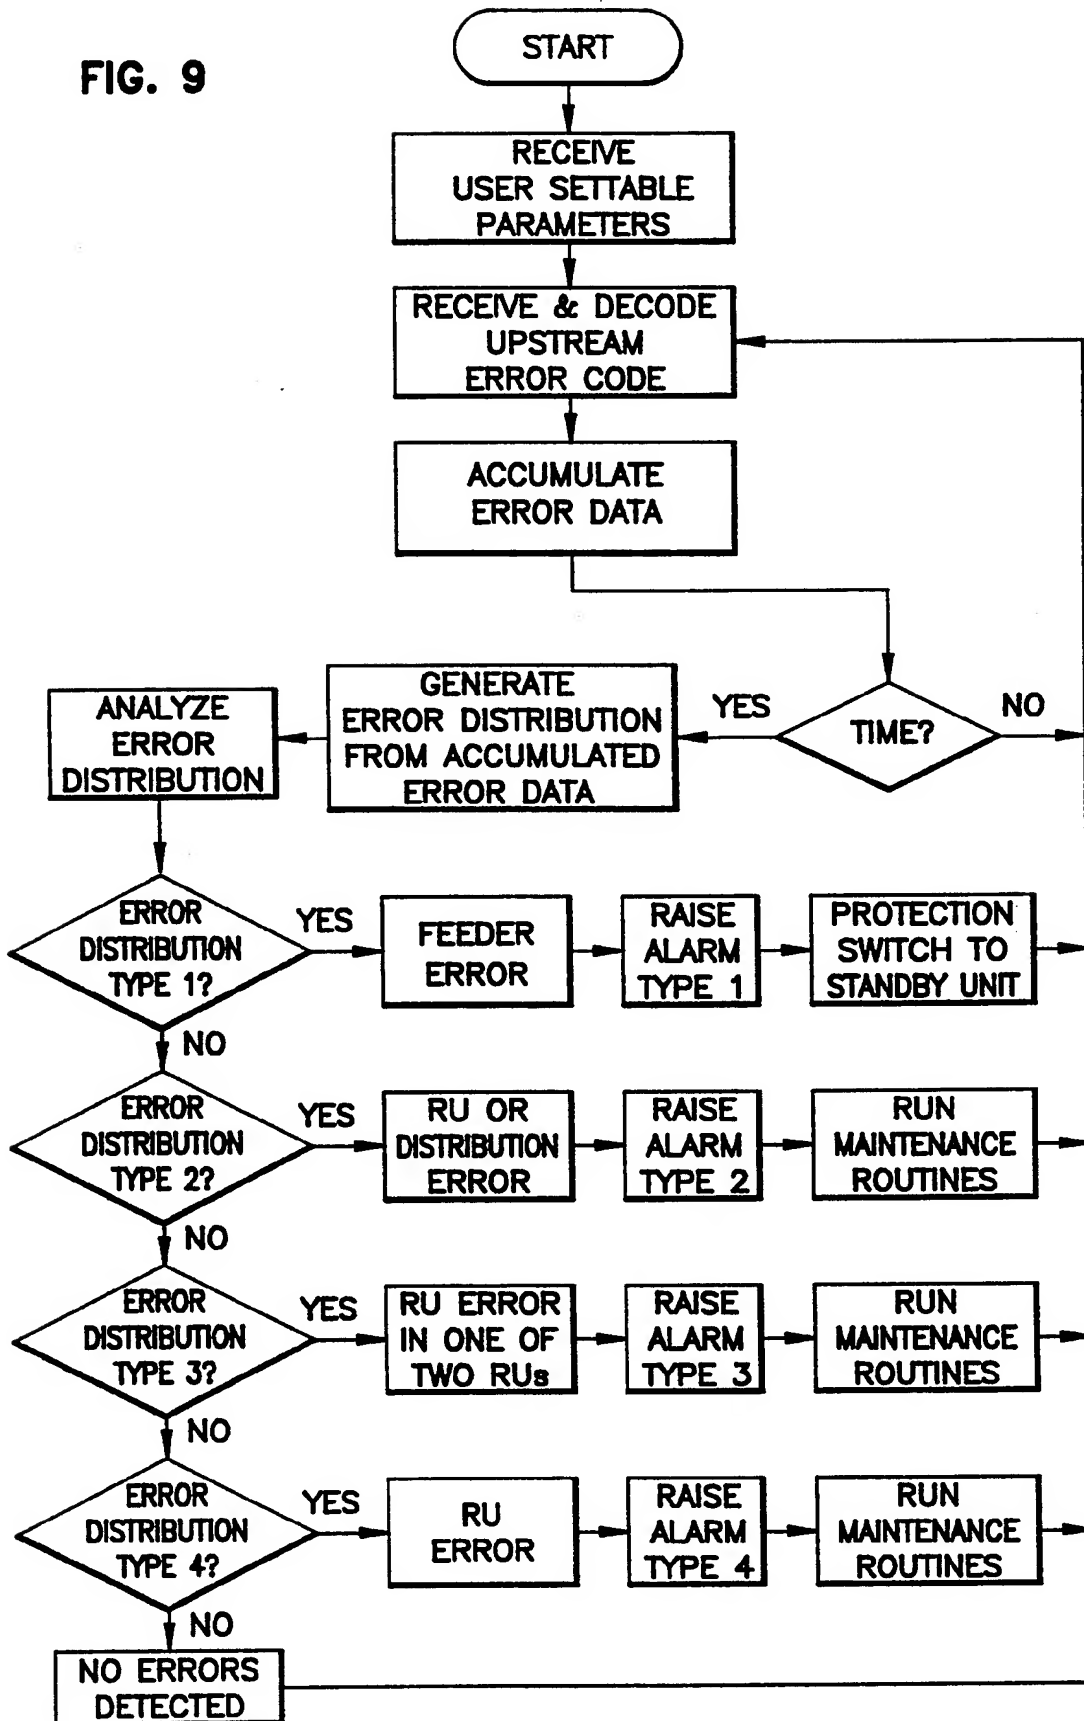 FIG. 9
START
RECEIVE
USER SETTABLE
PARAMETERS
RECEIVE & DECODE
UPSTREAM
ERROR CODE
ACCUMULATE
ERROR DATA
TIME?
YES
NO
GENERATE
ERROR DISTRIBUTION
FROM ACCUMULATED
ERROR DATA
ANALYZE
ERROR
DISTRIBUTION
ERROR
DISTRIBUTION
TYPE 1?
YES
FEEDER
ERROR
RAISE
ALARM
TYPE 1
PROTECTION
SWITCH TO
STANDBY UNIT
NO
ERROR
DISTRIBUTION
TYPE 2?
YES
RU OR
DISTRIBUTION
ERROR
RAISE
ALARM
TYPE 2
RUN
MAINTENANCE
ROUTINES
NO
ERROR
DISTRIBUTION
TYPE 3?
YES
RU ERROR
IN ONE OF
TWO RUs
RAISE
ALARM
TYPE 3
RUN
MAINTENANCE
ROUTINES
NO
ERROR
DISTRIBUTION
TYPE 4?
YES
RU
ERROR
RAISE
ALARM
TYPE 4
RUN
MAINTENANCE
ROUTINES
NO
NO ERRORS
DETECTED